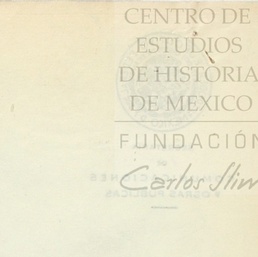 CENTRO DE
ESTUDIOS
DE HISTORIA
DE MEXICO
FUNDACIÓN
Carlos Slim